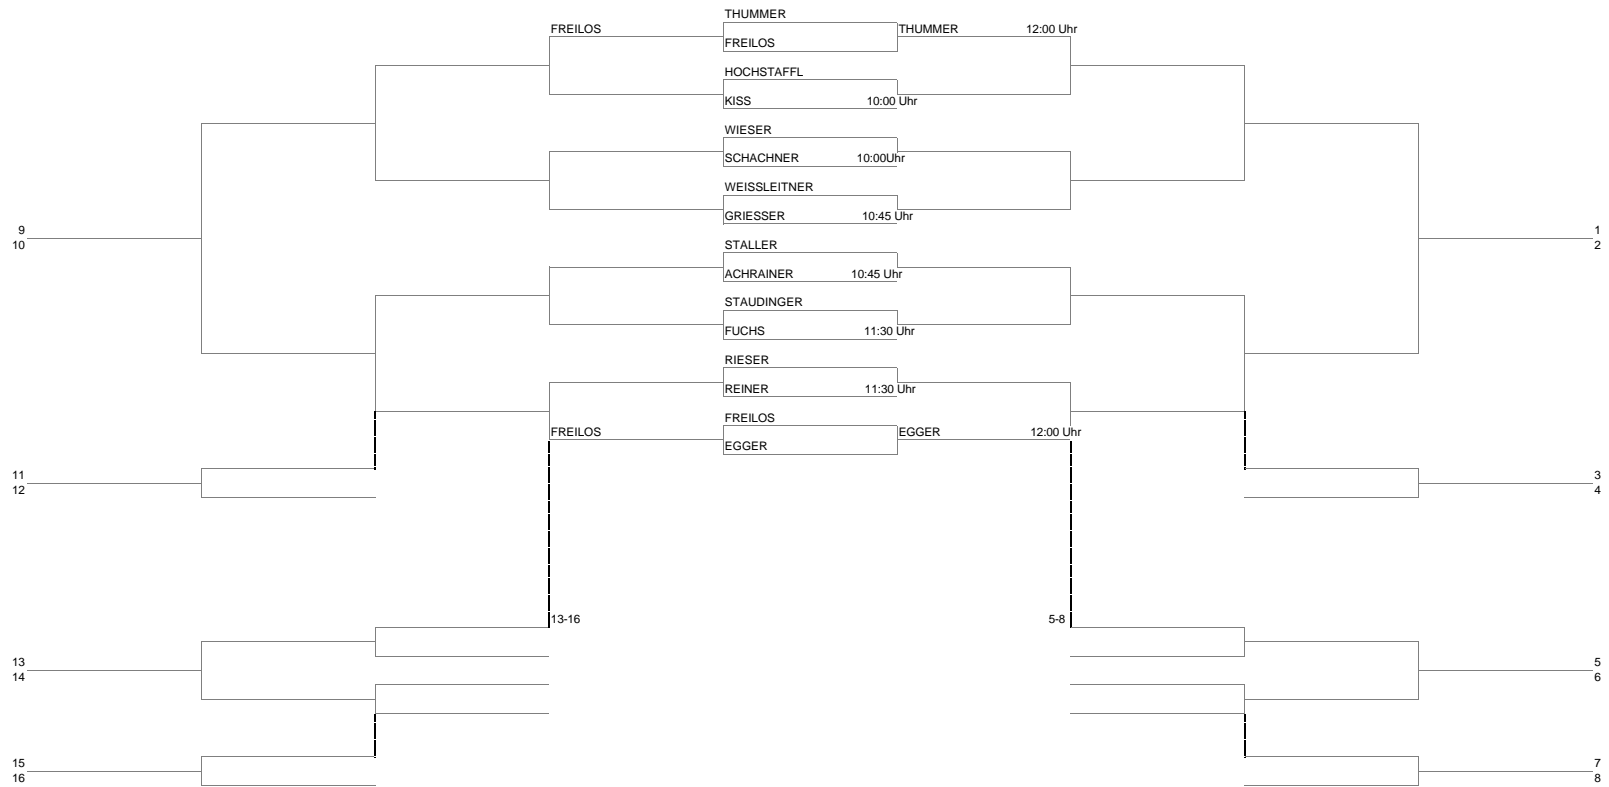 THUMMER
FREILOS THUMMER 12:00 Uhr
FREILOS
HOCHSTAFFL
KISS 10:00 Uhr
WIESER
SCHACHNER 10:00Uhr
WEISSLEITNER
GRIESSER 10:45 Uhr
9 1
10 2
STALLER
ACHRAINER 10:45 Uhr
STAUDINGER
FUCHS 11:30 Uhr
RIESER
REINER 11:30 Uhr
FREILOS
FREILOS EGGER 12:00 Uhr
EGGER
11 3
12 4
13-16 5-8
13 5
14 6
15 7
16 8